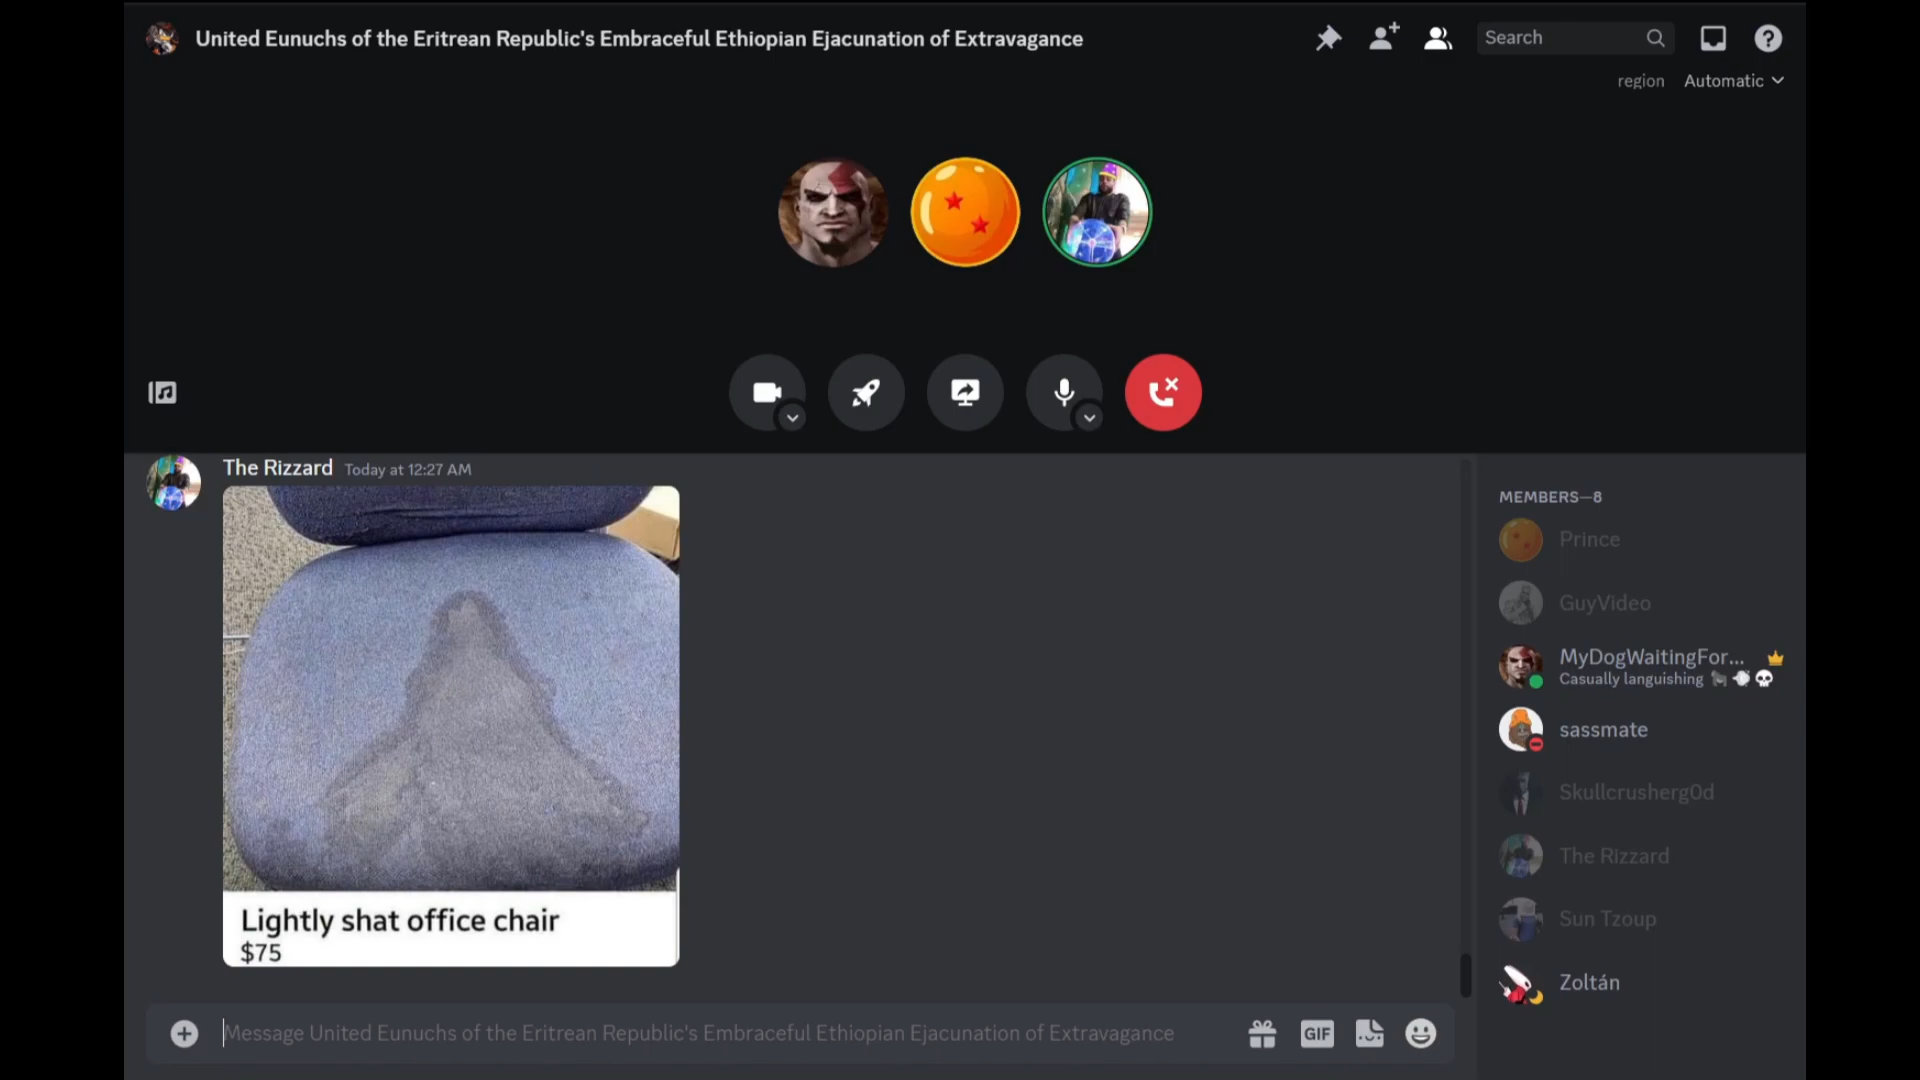 United Eunuchs of the Eritrean Republic's Embraceful Ethiopian Ejacunation of Extravagance
Search
region Automatic
The Rizzard Today at 12:27 AM
Lightly shat office chair
$75
Message United Eunuchs of the Eritrean Republic's Embraceful Ethiopian Ejacunation of Extravagance
GIF
MEMBERS—8
Prince
GuyVideo
MyDogWaitingFor...
Casually languishing
sassmate
Skullcrusherg0d
The Rizzard
Sun Tzoup
Zoltán